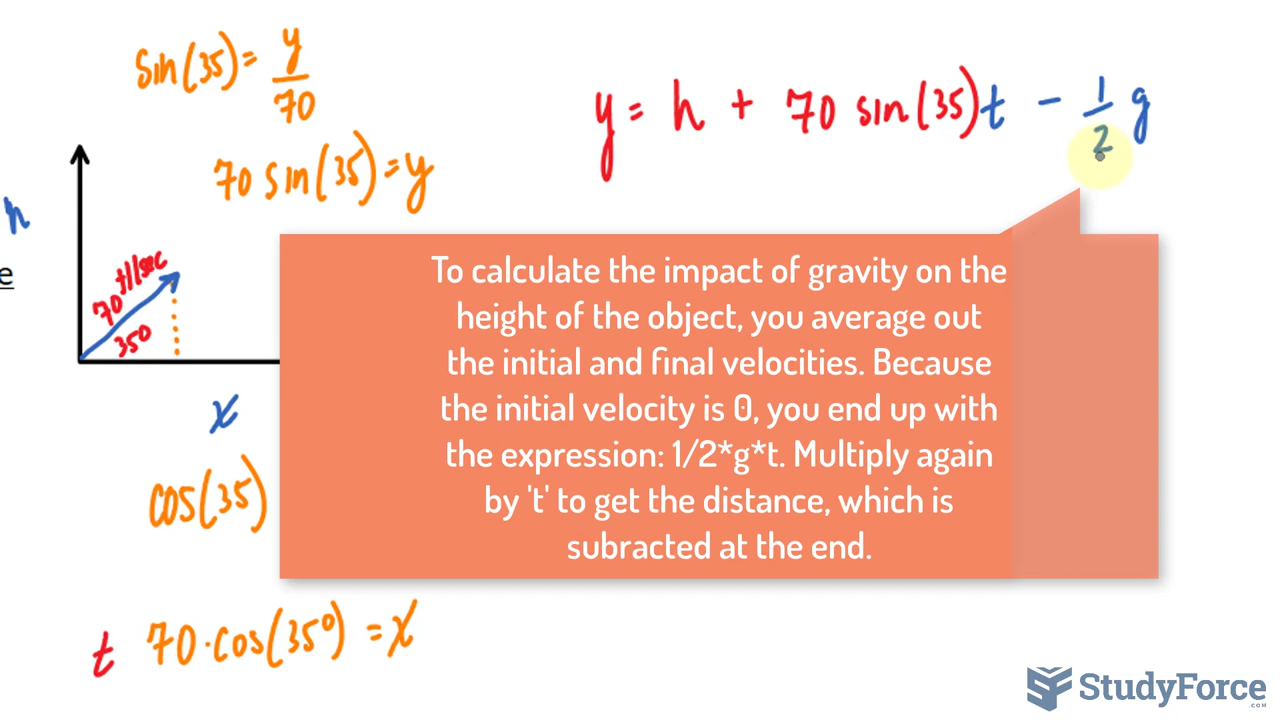 sin(35) = y/70
70 sin(35) = y
y = h + 70 sin(35)t - 1/2 g
h
e
70 ft/sec
35°
x
cos(35)
t 70·cos(35°) = x
To calculate the impact of gravity on the
height of the object, you average out
the initial and final velocities. Because
the initial velocity is 0, you end up with
the expression: 1/2*g*t. Multiply again
by 't' to get the distance, which is
subracted at the end.
StudyForce
.COM